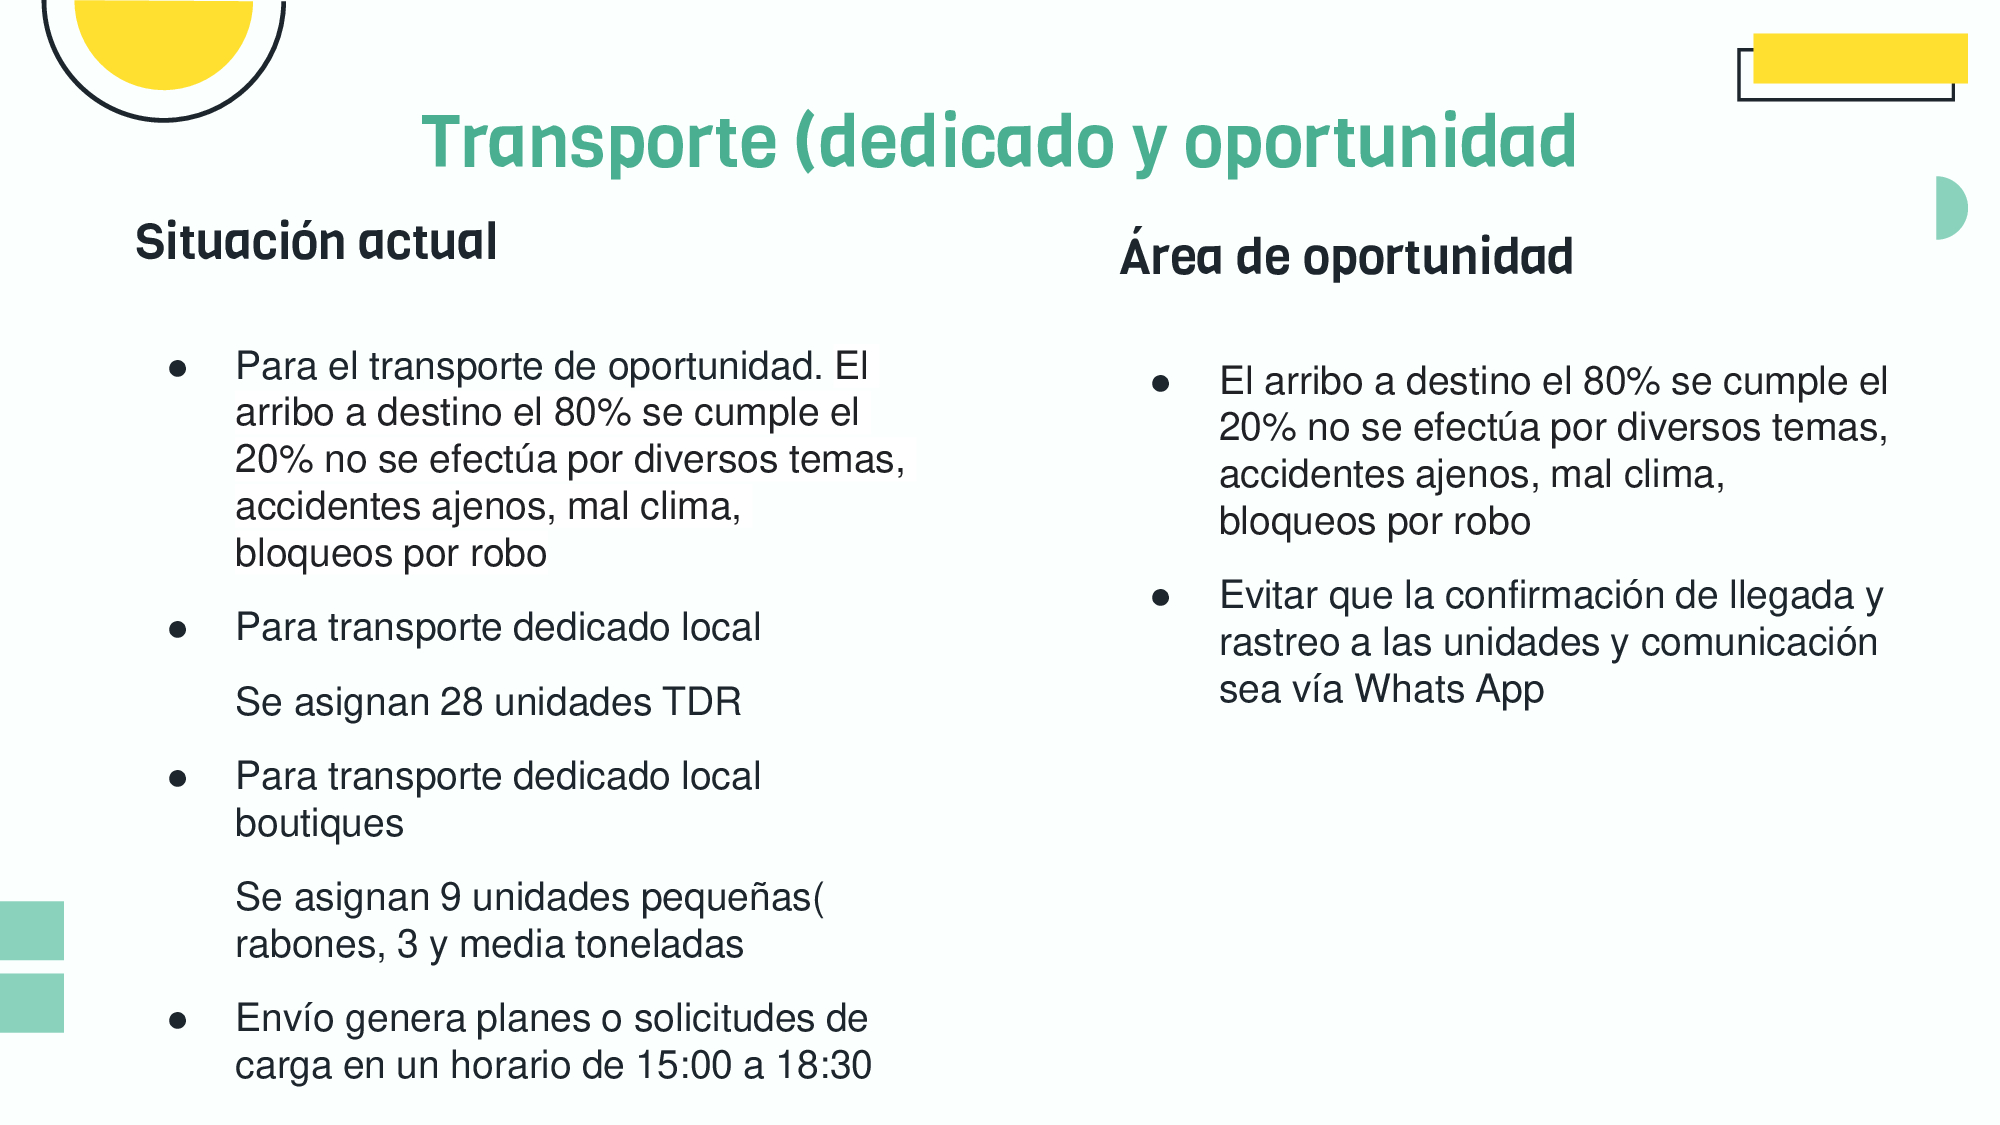 Transporte (dedicado y oportunidad
Situación actual
● Para el transporte de oportunidad. El
arribo a destino el 80% se cumple el
20% no se efectúa por diversos temas,
accidentes ajenos, mal clima,
bloqueos por robo
● Para transporte dedicado local
Se asignan 28 unidades TDR
● Para transporte dedicado local
boutiques
Se asignan 9 unidades pequeñas(
rabones, 3 y media toneladas
● Envío genera planes o solicitudes de
carga en un horario de 15:00 a 18:30
Área de oportunidad
● El arribo a destino el 80% se cumple el
20% no se efectúa por diversos temas,
accidentes ajenos, mal clima,
bloqueos por robo
● Evitar que la confirmación de llegada y
rastreo a las unidades y comunicación
sea vía Whats App